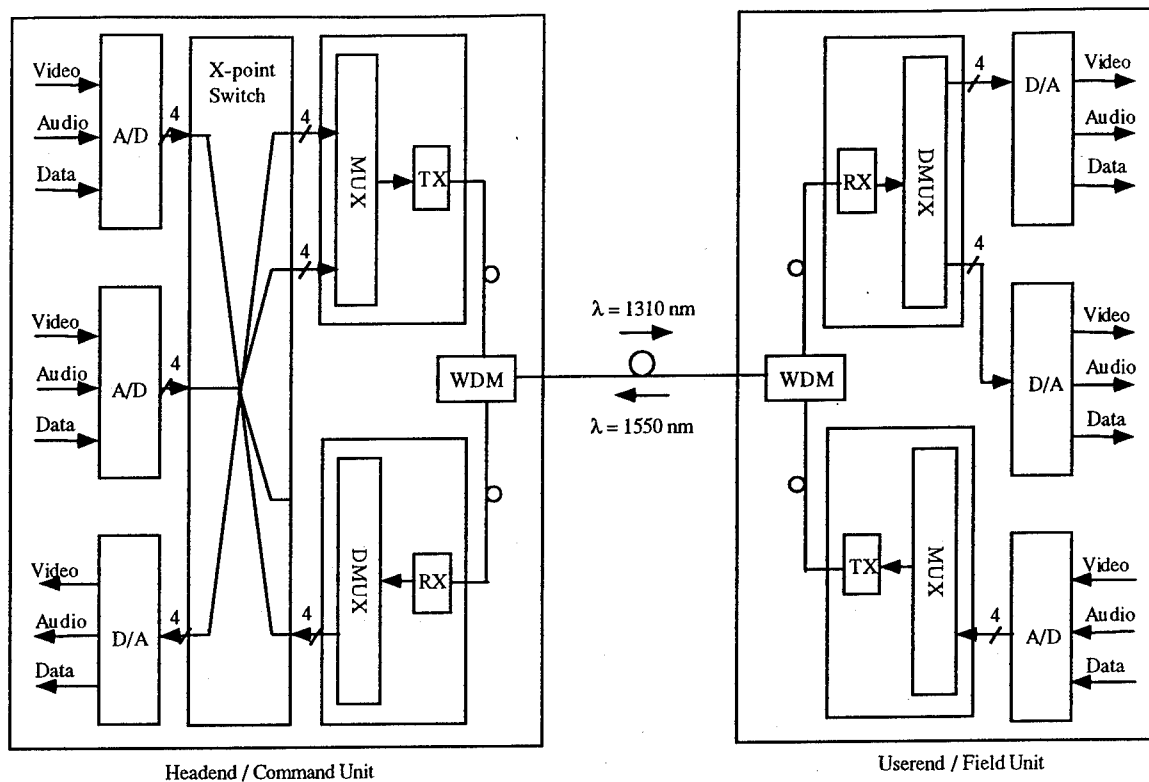 Video
Audio
Data
A/D
4
X-point
Switch
4
4
MUX
TX
Video
Audio
Data
A/D
4
WDM
Video
Audio
Data
D/A
4
4
DMUX
RX
Headend / Command Unit
λ = 1310 nm
λ = 1550 nm
RX
DMUX
4
4
D/A
Video
Audio
Data
WDM
D/A
Video
Audio
Data
TX
MUX
4
A/D
Video
Audio
Data
Userend / Field Unit